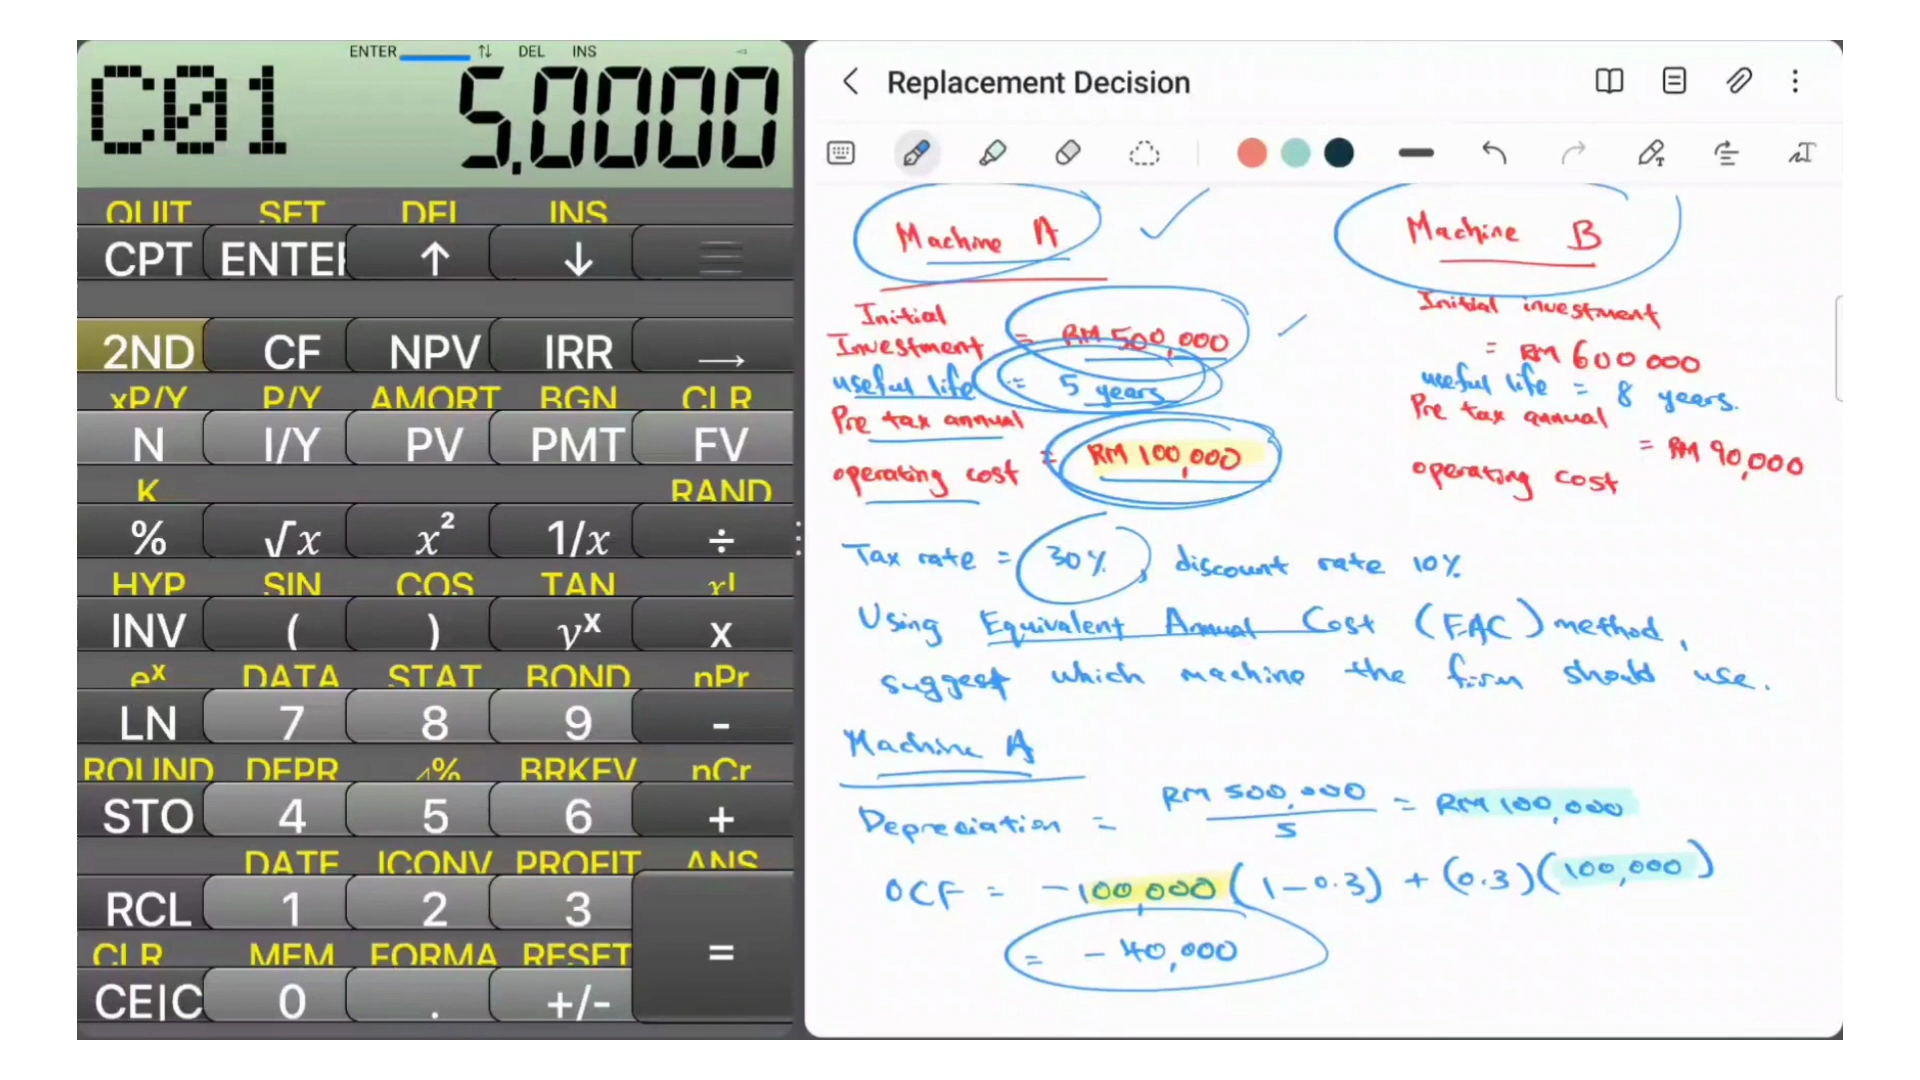 ENTER ↑↓ DEL INS
C01 5.0000
QUIT SET DEL INS
CPT ENTER ↑ ↓
2ND CF NPV IRR →
xP/Y P/Y AMORT BGN CLR
N I/Y PV PMT FV
K RAND
% √x x² 1/x ÷
HYP SIN COS TAN x!
INV ( ) yˣ x
eˣ DATA STAT BOND nPr
LN 7 8 9 -
ROUND DEPR ⊿% BRKEV nCr
STO 4 5 6 +
DATE ICONV PROFIT ANS
RCL 1 2 3
CLR MEM FORMA RESET
CE|C 0 . +/- =
Replacement Decision
Machine A
Initial
Investment = RM 500,000
useful life = 5 years
Pre tax annual
operating cost = RM 100,000
Machine B
Initial investment
= RM 600 000
useful life = 8 years.
Pre tax annual
operating cost = RM 90,000
Tax rate = 30%, discount rate 10%
Using Equivalent Annual Cost (EAC) method,
suggest which machine the firm should use.
Machine A
Depreciation = RM 500,000 / 5 = RM 100,000
OCF = -100,000 (1-0.3) + (0.3)(100,000)
= - 40,000